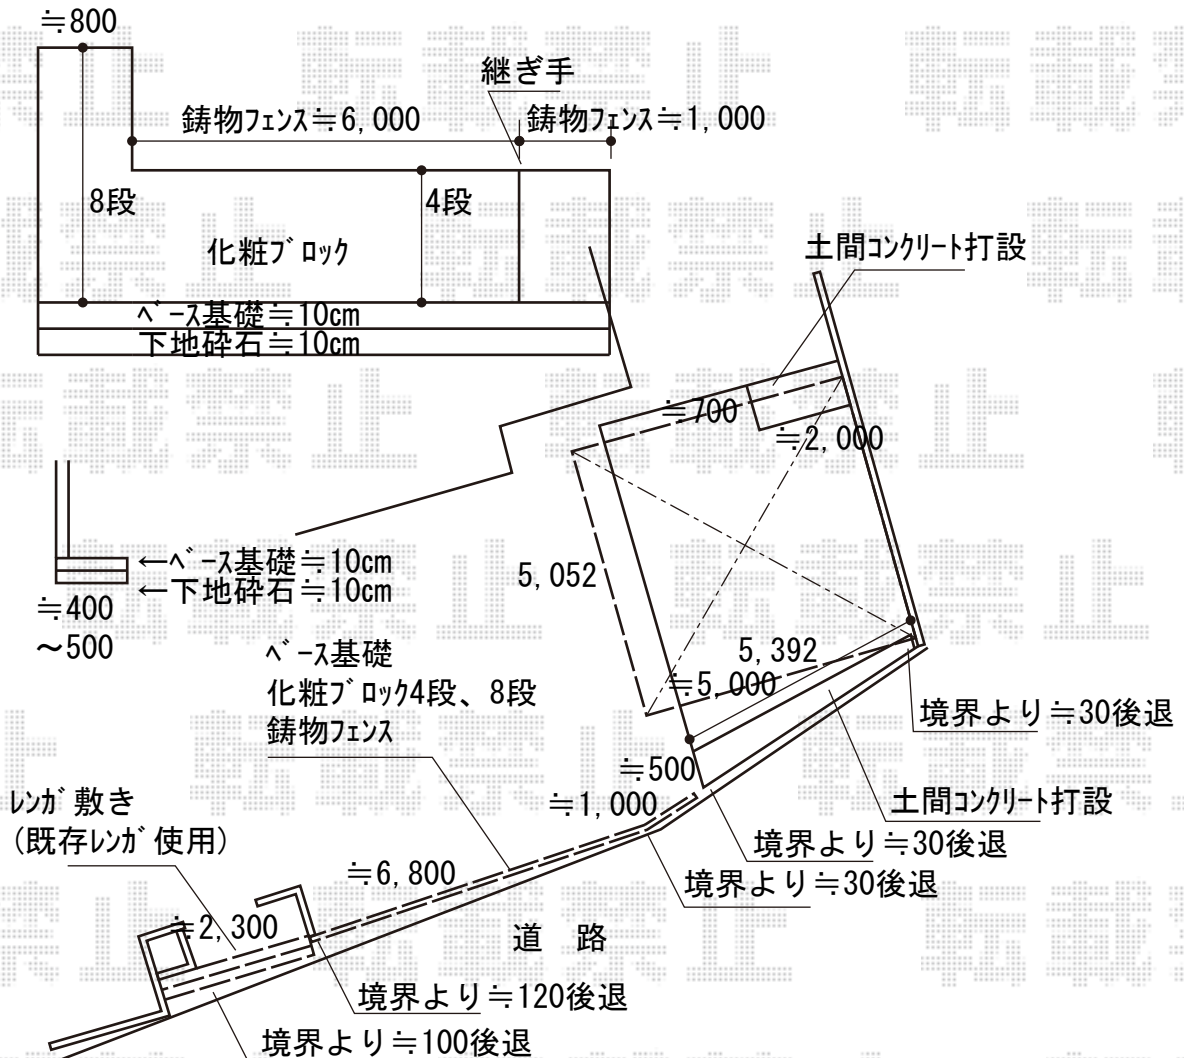 ≒800
継ぎ手
鋳物フェンス≒6,000
鋳物フェンス≒1,000
8段
4段
化粧ブロック
ベース基礎≒10cm
下地砕石≒10cm
土間コンクリート打設
≒700
≒2,000
←ベース基礎≒10cm
←下地砕石≒10cm
≒400
～500
5,052
5,392
≒5,000
ベース基礎
化粧ブロック4段、8段
鋳物フェンス
境界より≒30後退
≒500
≒1,000
土間コンクリート打設
境界より≒30後退
境界より≒30後退
レンガ敷き
(既存レンガ使用)
≒6,800
≒2,300
道 路
境界より≒120後退
境界より≒100後退
転載禁止